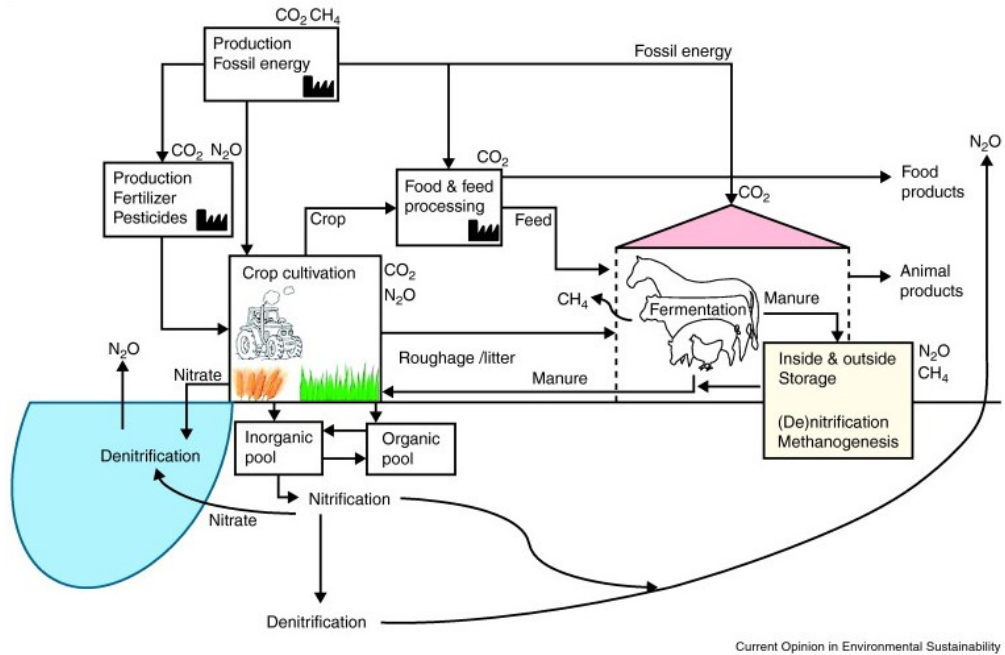 CO₂ CH₄
Production
Fossil energy
Fossil energy
CO₂ N₂O
Production
Fertilizer
Pesticides
CO₂
Food & feed
processing
N₂O
Food
products
CO₂
Crop
Feed
Crop cultivation
CO₂
N₂O
CH₄
Fermentation
Manure
Animal
products
N₂O
Nitrate
Roughage /litter
Manure
Inside & outside
Storage
(De)nitrification
Methanogenesis
N₂O
CH₄
Denitrification
Inorganic
pool
Organic
pool
Nitrification
Nitrate
Denitrification
Current Opinion in Environmental Sustainability